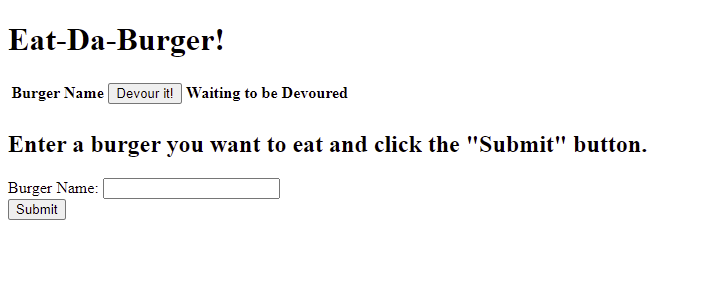 Eat-Da-Burger!
Burger Name Devour it! Waiting to be Devoured
Enter a burger you want to eat and click the "Submit" button.
Burger Name:
Submit